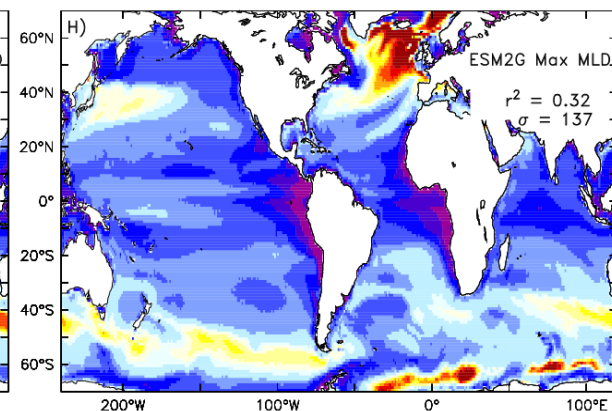 H)
ESM2G Max MLD
r² = 0.32
σ = 137
60°N
40°N
20°N
0°
20°S
40°S
60°S
200°W
100°W
0°
100°E